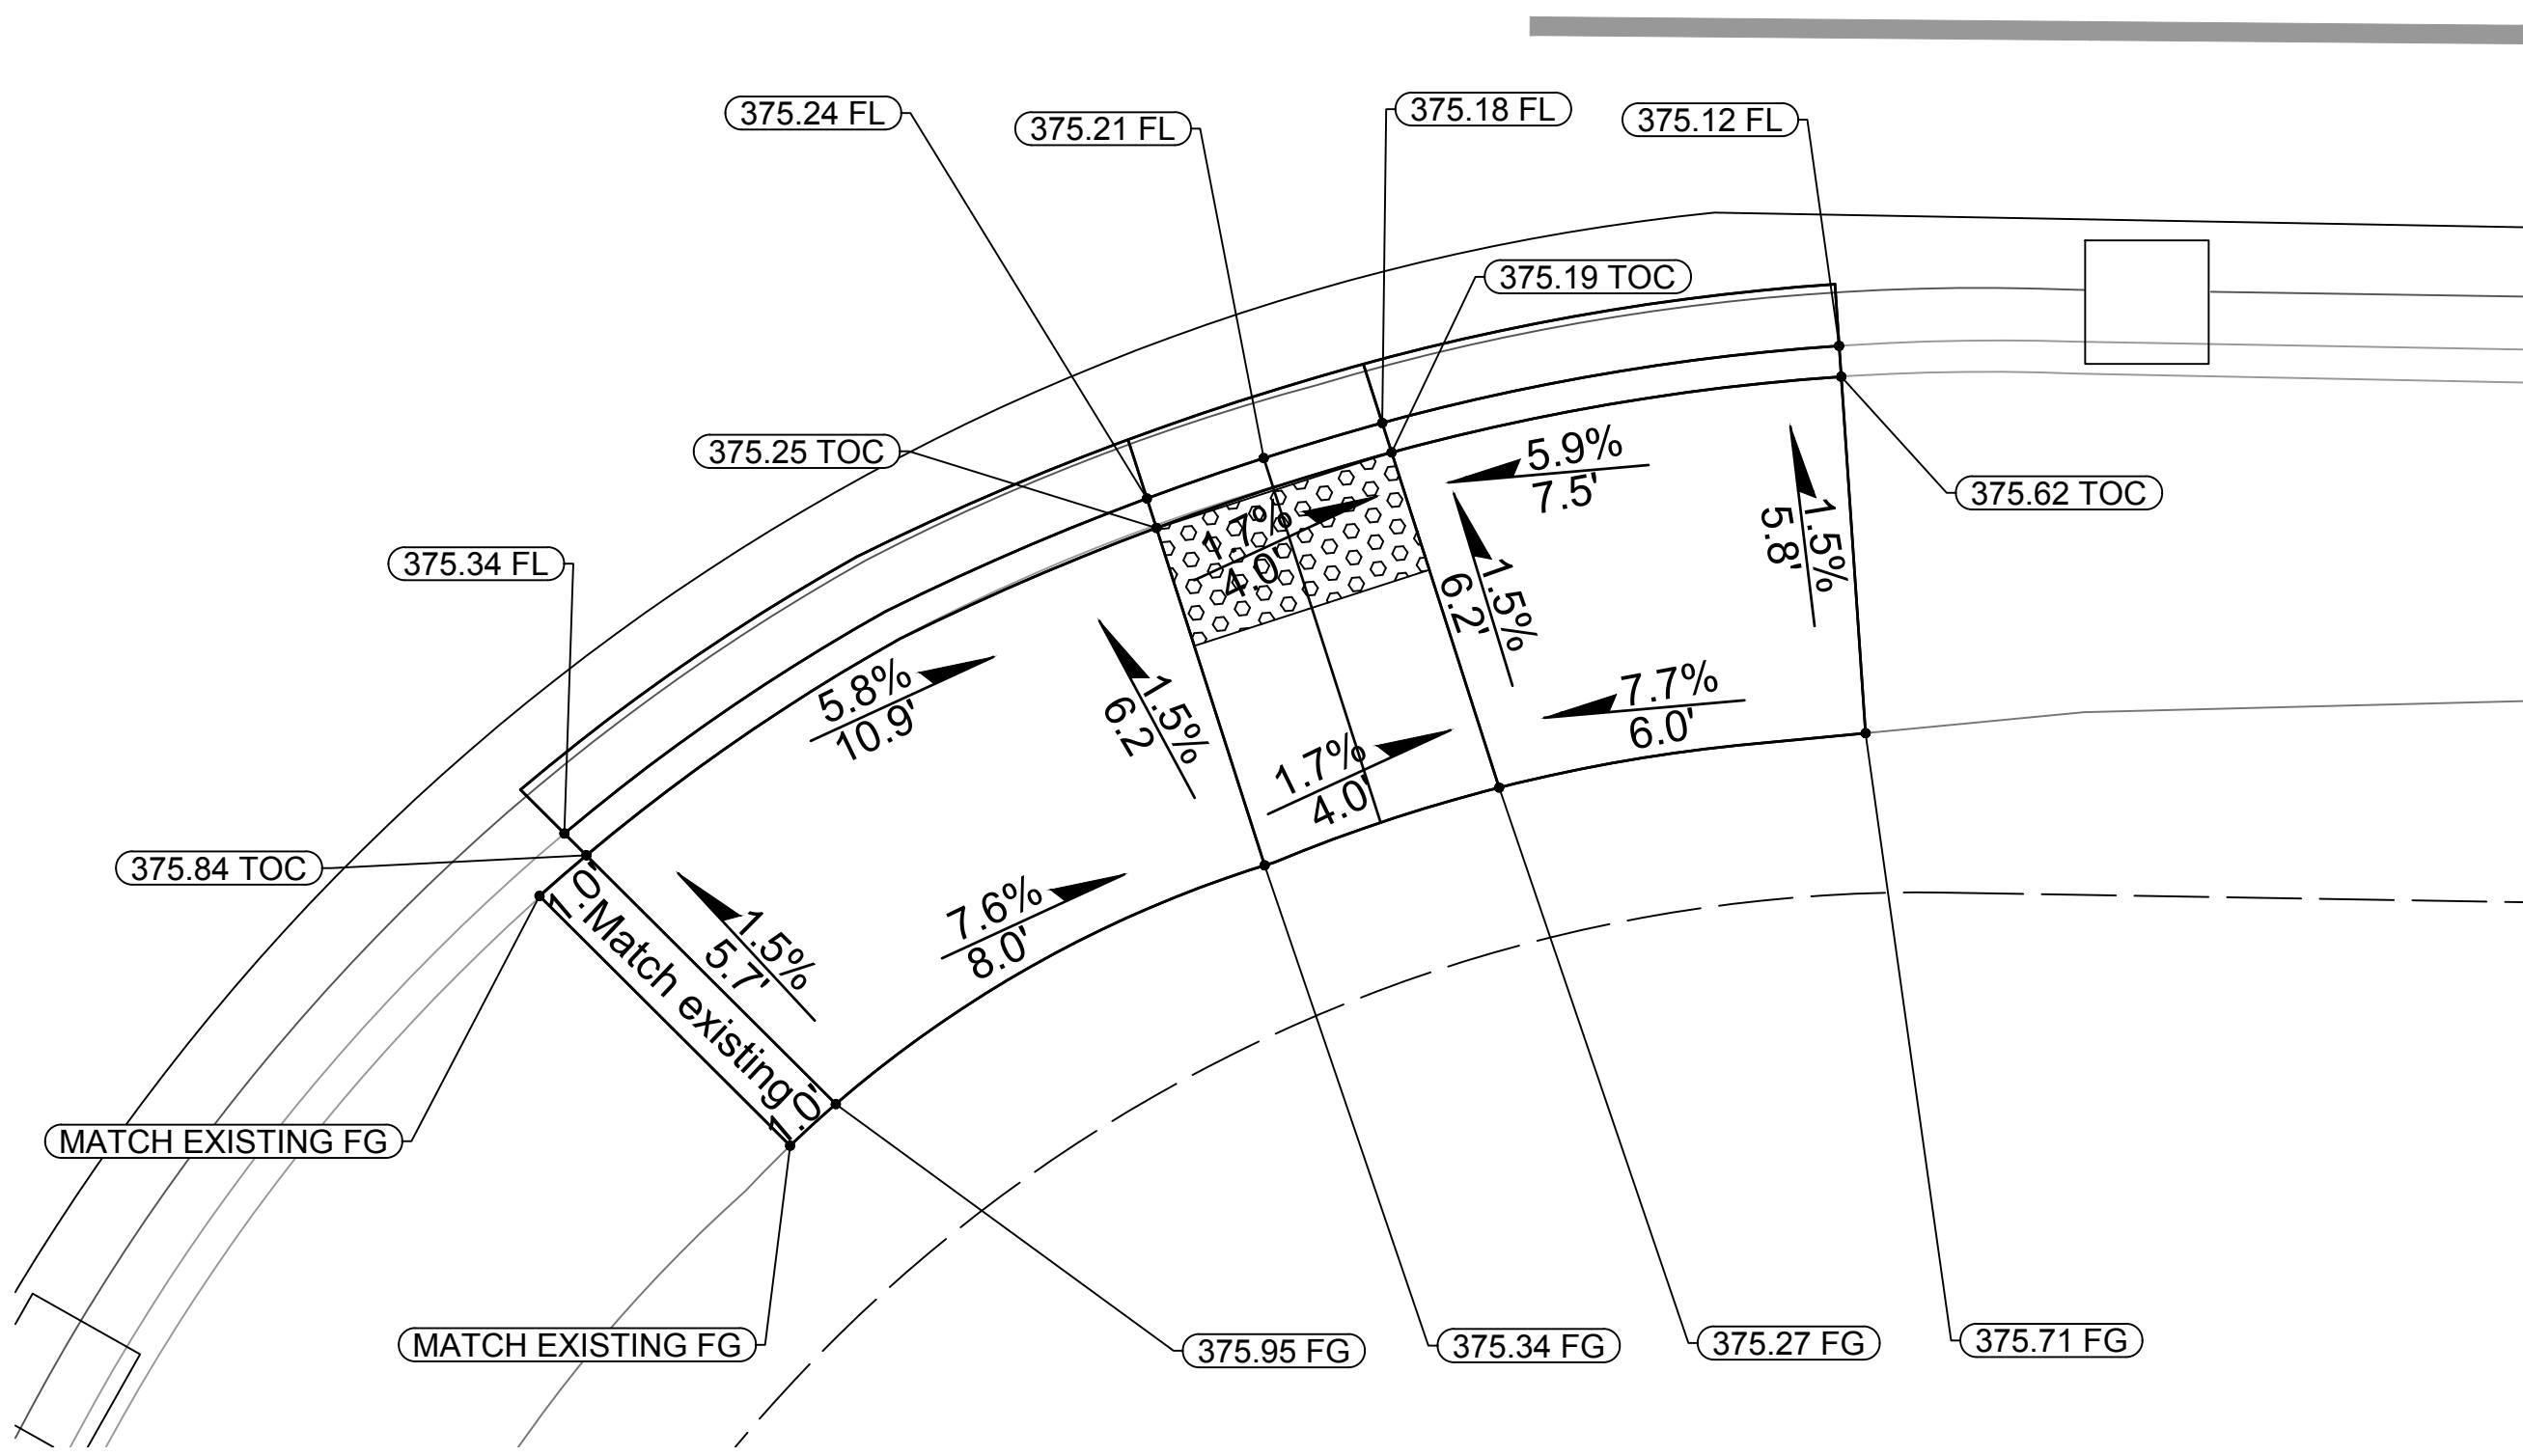 375.24 FL
375.21 FL
375.18 FL
375.12 FL
375.19 TOC
375.25 TOC
5.9%
7.5'
375.62 TOC
1.7%
4.0'
1.5%
5.8'
375.34 FL
1.5%
6.2'
5.8%
10.9'
1.5%
6.2
7.7%
6.0'
1.7%
4.0'
375.84 TOC
1.0'
Match existing
1.0'
1.5%
5.7'
7.6%
8.0'
MATCH EXISTING FG
MATCH EXISTING FG
375.95 FG
375.34 FG
375.27 FG
375.71 FG